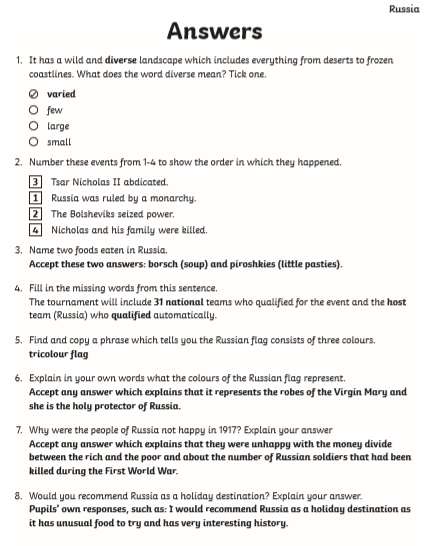 Russia
Answers
1. It has a wild and diverse landscape which includes everything from deserts to frozen
coastlines. What does the word diverse mean? Tick one.
varied
few
large
small
2. Number these events from 1-4 to show the order in which they happened.
3 Tsar Nicholas II abdicated.
1 Russia was ruled by a monarchy.
2 The Bolsheviks seized power.
4 Nicholas and his family were killed.
3. Name two foods eaten in Russia.
Accept these two answers: borsch (soup) and piroshkies (little pasties).
4. Fill in the missing words from this sentence.
The tournament will include 31 national teams who qualified for the event and the host
team (Russia) who qualified automatically.
5. Find and copy a phrase which tells you the Russian flag consists of three colours.
tricolour flag
6. Explain in your own words what the colours of the Russian flag represent.
Accept any answer which explains that it represents the robes of the Virgin Mary and
she is the holy protector of Russia.
7. Why were the people of Russia not happy in 1917? Explain your answer
Accept any answer which explains that they were unhappy with the money divide
between the rich and the poor and about the number of Russian soldiers that had been
killed during the First World War.
8. Would you recommend Russia as a holiday destination? Explain your answer.
Pupils' own responses, such as: I would recommend Russia as a holiday destination as
it has unusual food to try and has very interesting history.